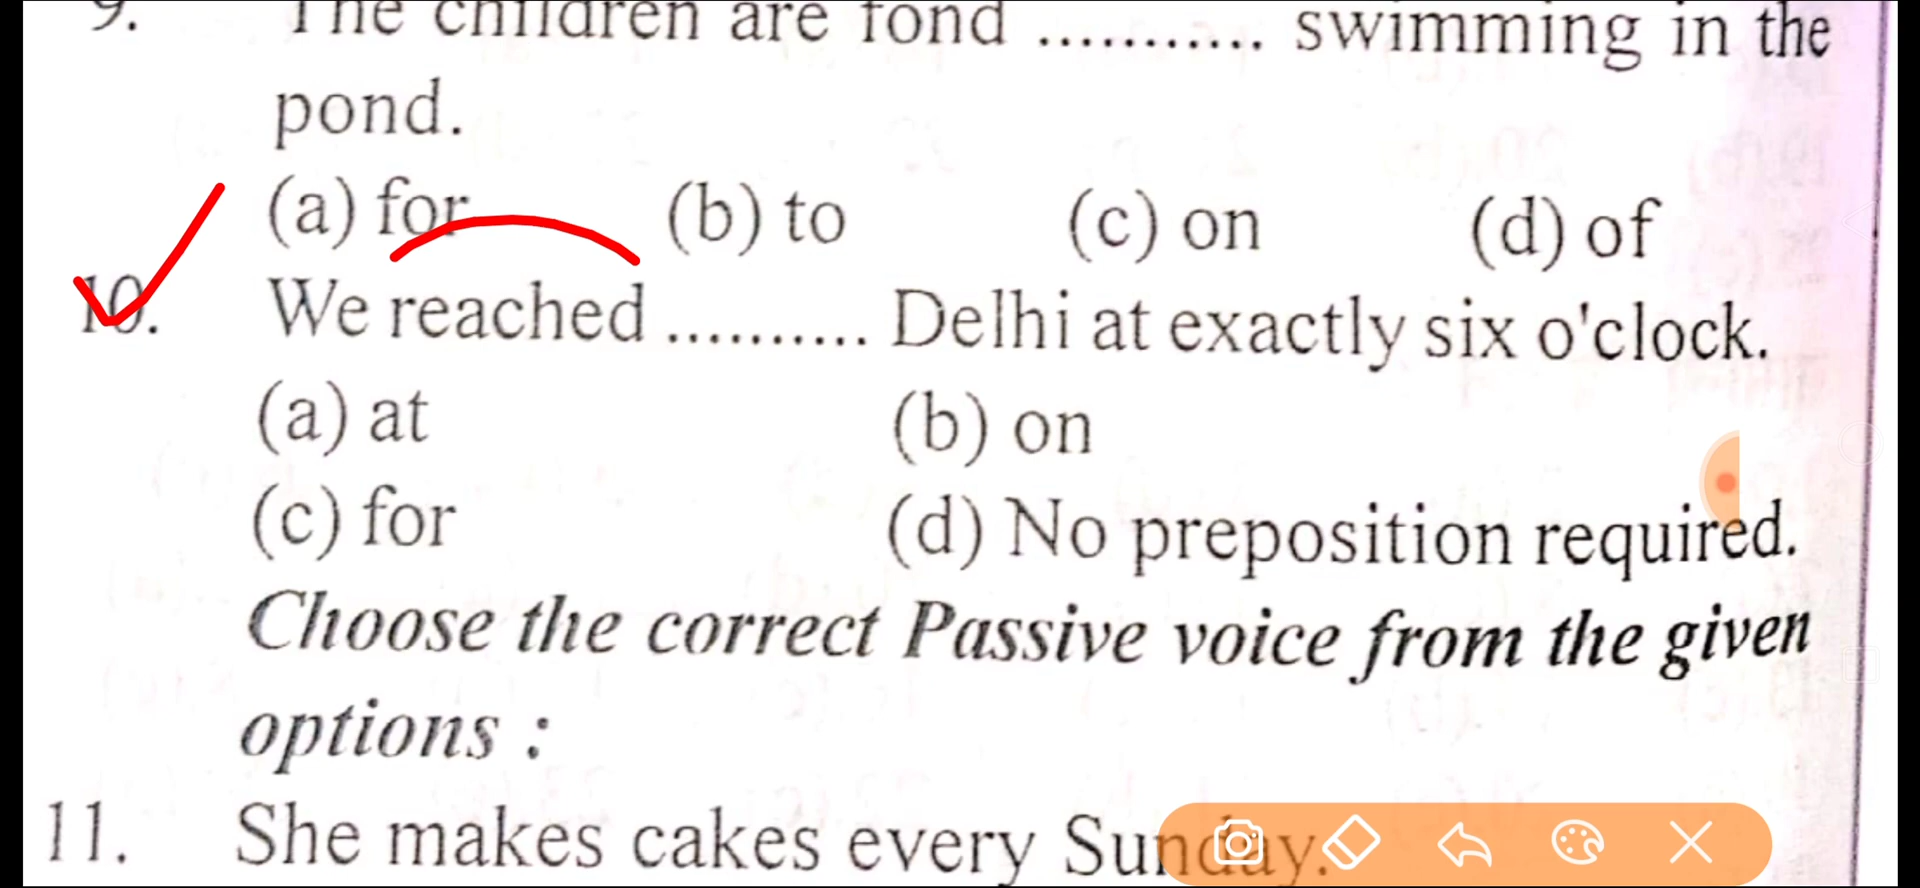 9. The children are fond ........... swimming in the
pond.
(a) for (b) to (c) on (d) of
10. We reached .......... Delhi at exactly six o'clock.
(a) at (b) on
(c) for (d) No preposition required.
Choose the correct Passive voice from the given
options :
11. She makes cakes every Sunday.